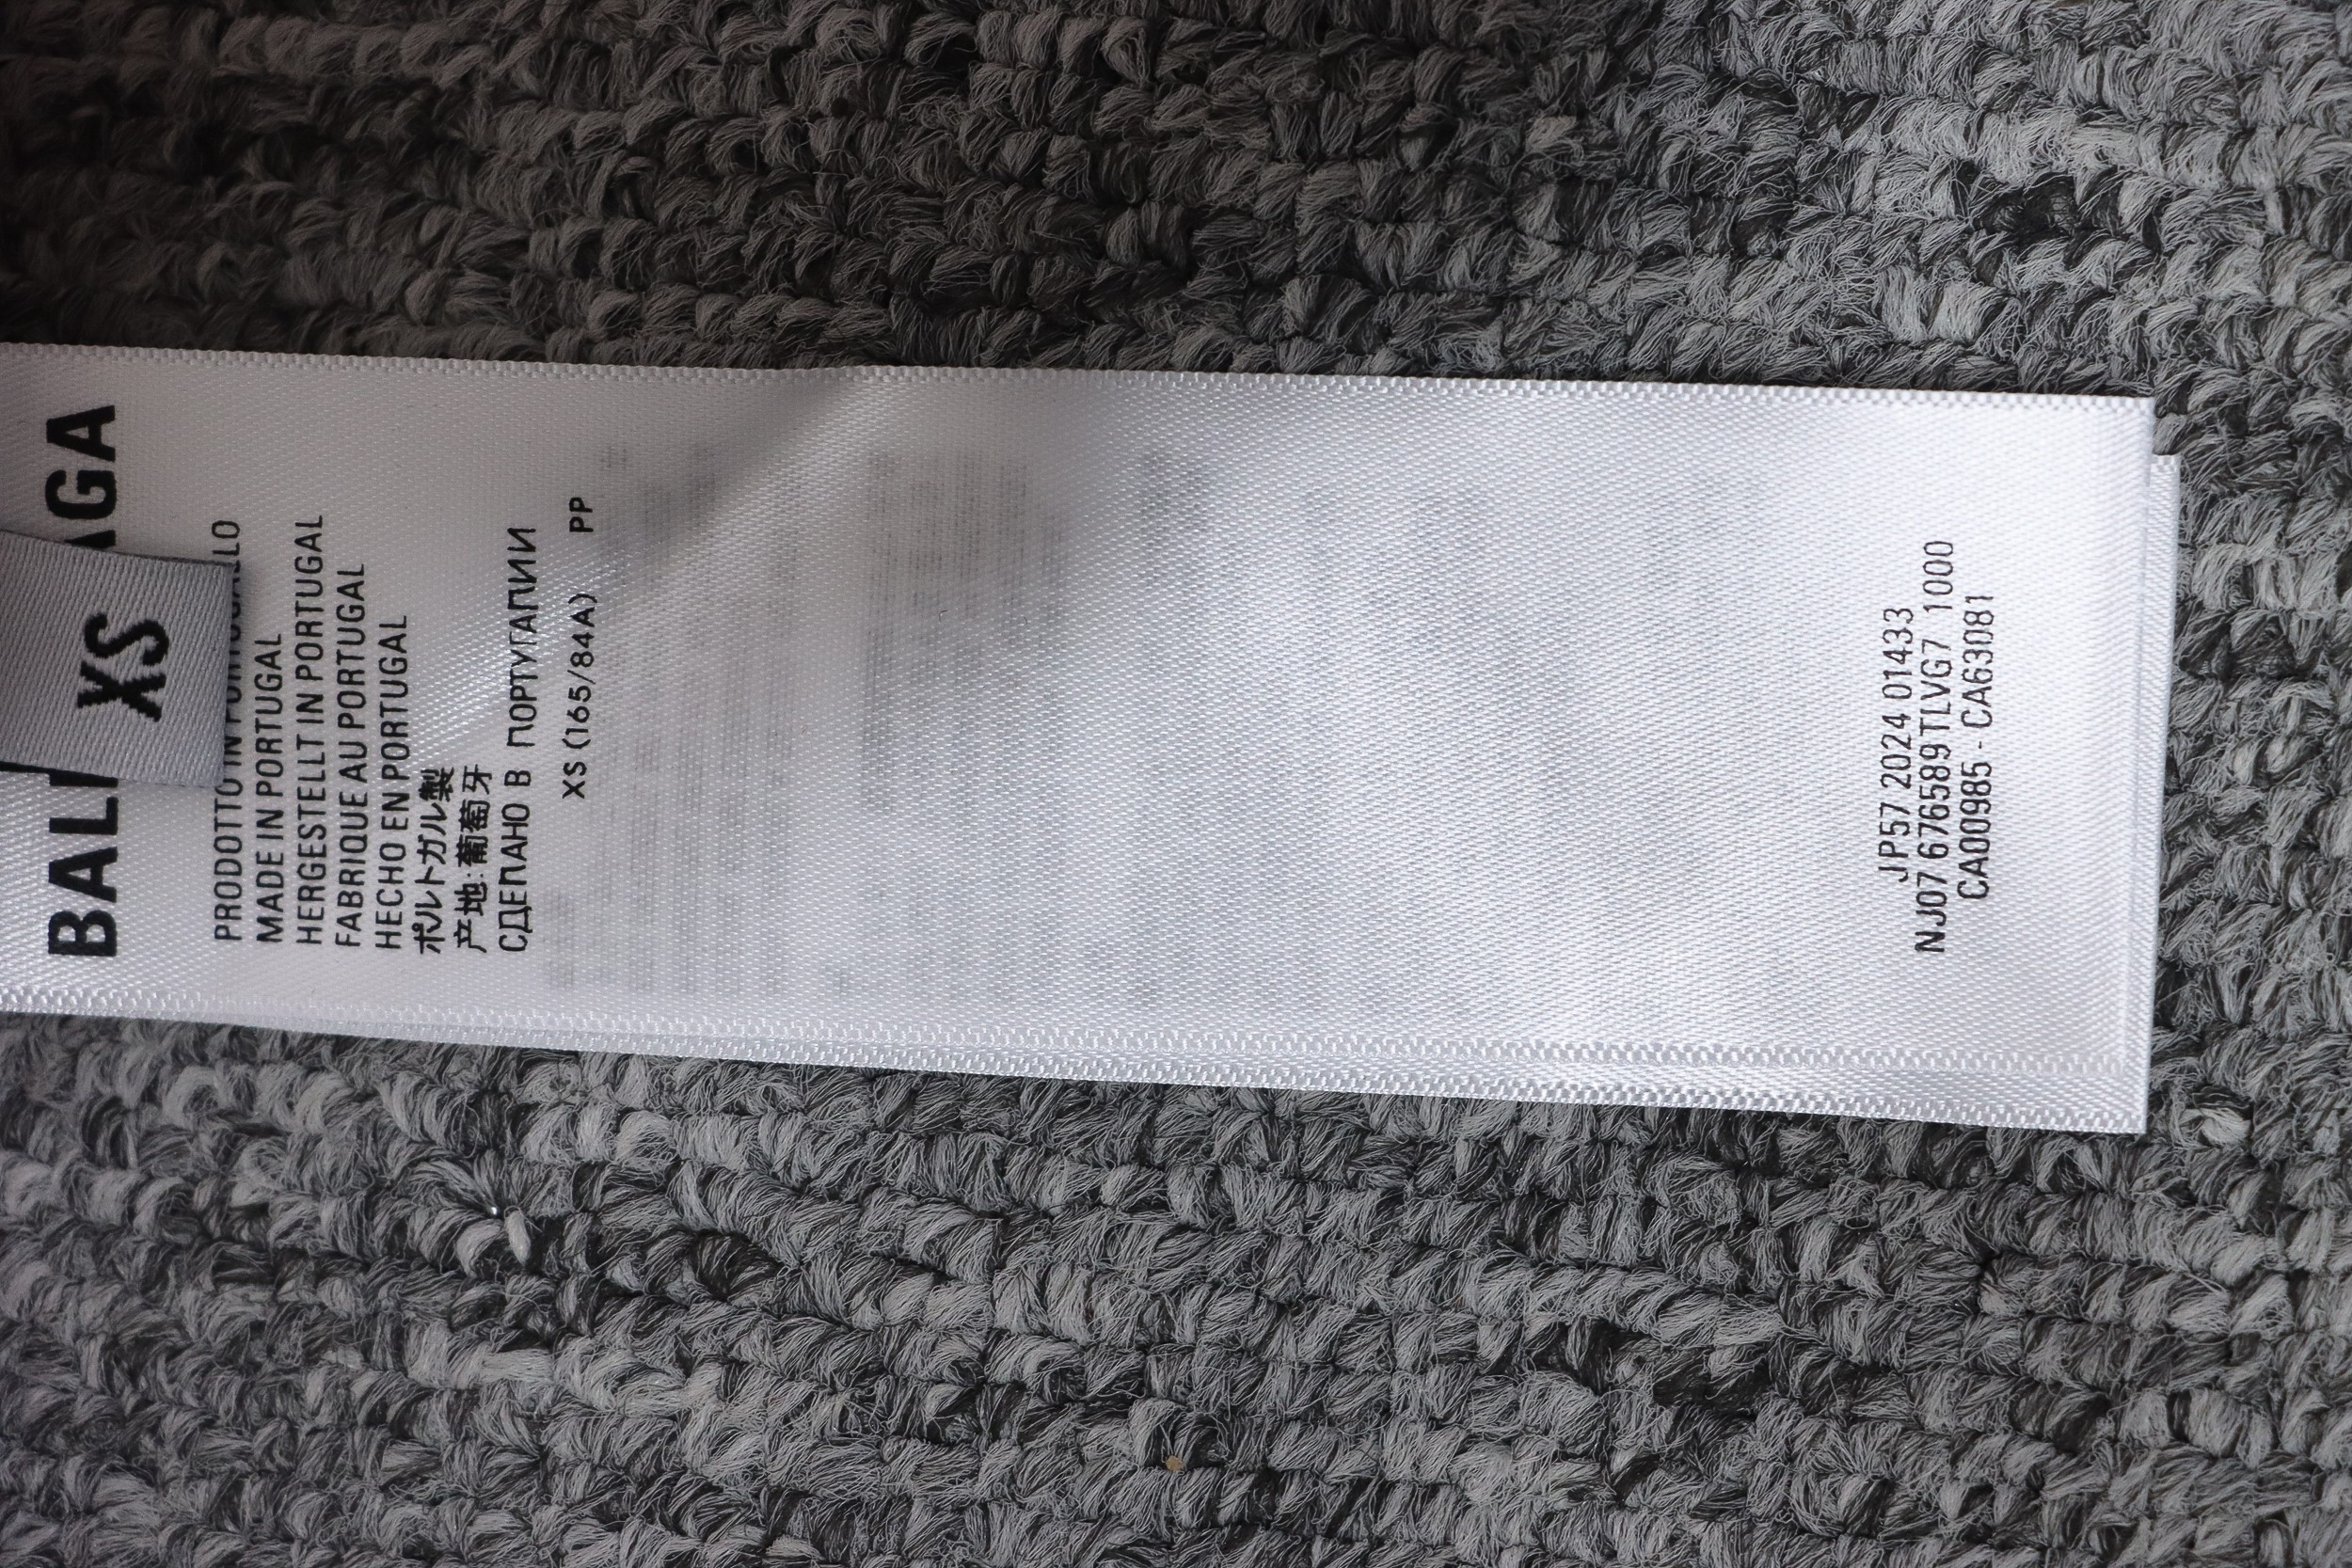 BAL AGA
XS
PRODOTTO IN PORTOGALLO
MADE IN PORTUGAL
HERGESTELLT IN PORTUGAL
FABRIQUE AU PORTUGAL
HECHO EN PORTUGAL
ポルトガル製
产地:葡萄牙
СДЕЛАНО В ПОРТУГАЛИИ
XS (165/84A) PP
JP57 2024 01433
NJ07 676589TLVG7 1000
CA00985 - CA63081